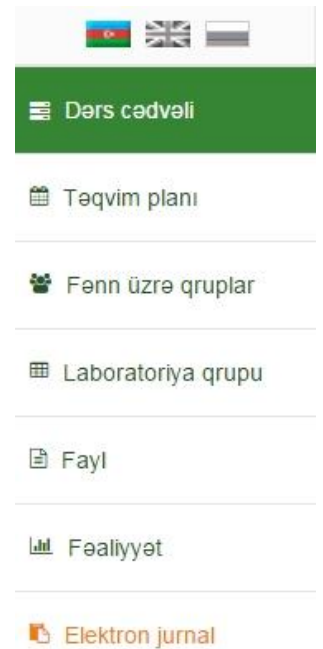 Dərs cədvəli
Təqvim planı
Fənn üzrə qruplar
Laboratoriya qrupu
Fayl
Fəaliyyət
Elektron jurnal